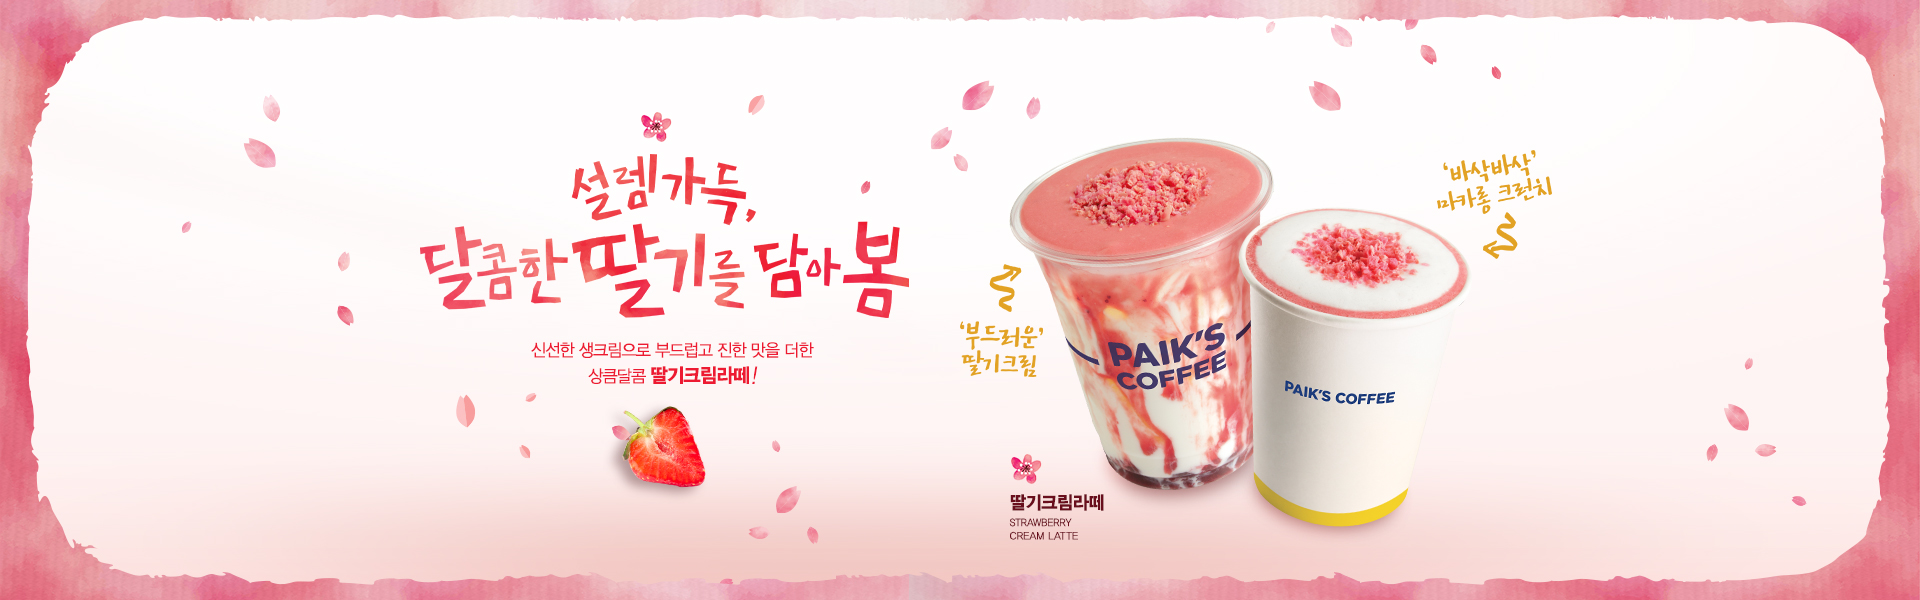 설렘가득,
달콤한 딸기를 담아 봄
신선한 생크림으로 부드럽고 진한 맛을 더한
상큼달콤 딸기크림라떼!
'부드러운'
딸기크림
PAIK'S
COFFEE
'바삭바삭'
마카롱 크런치
PAIK'S COFFEE
딸기크림라떼
STRAWBERRY
CREAM LATTE